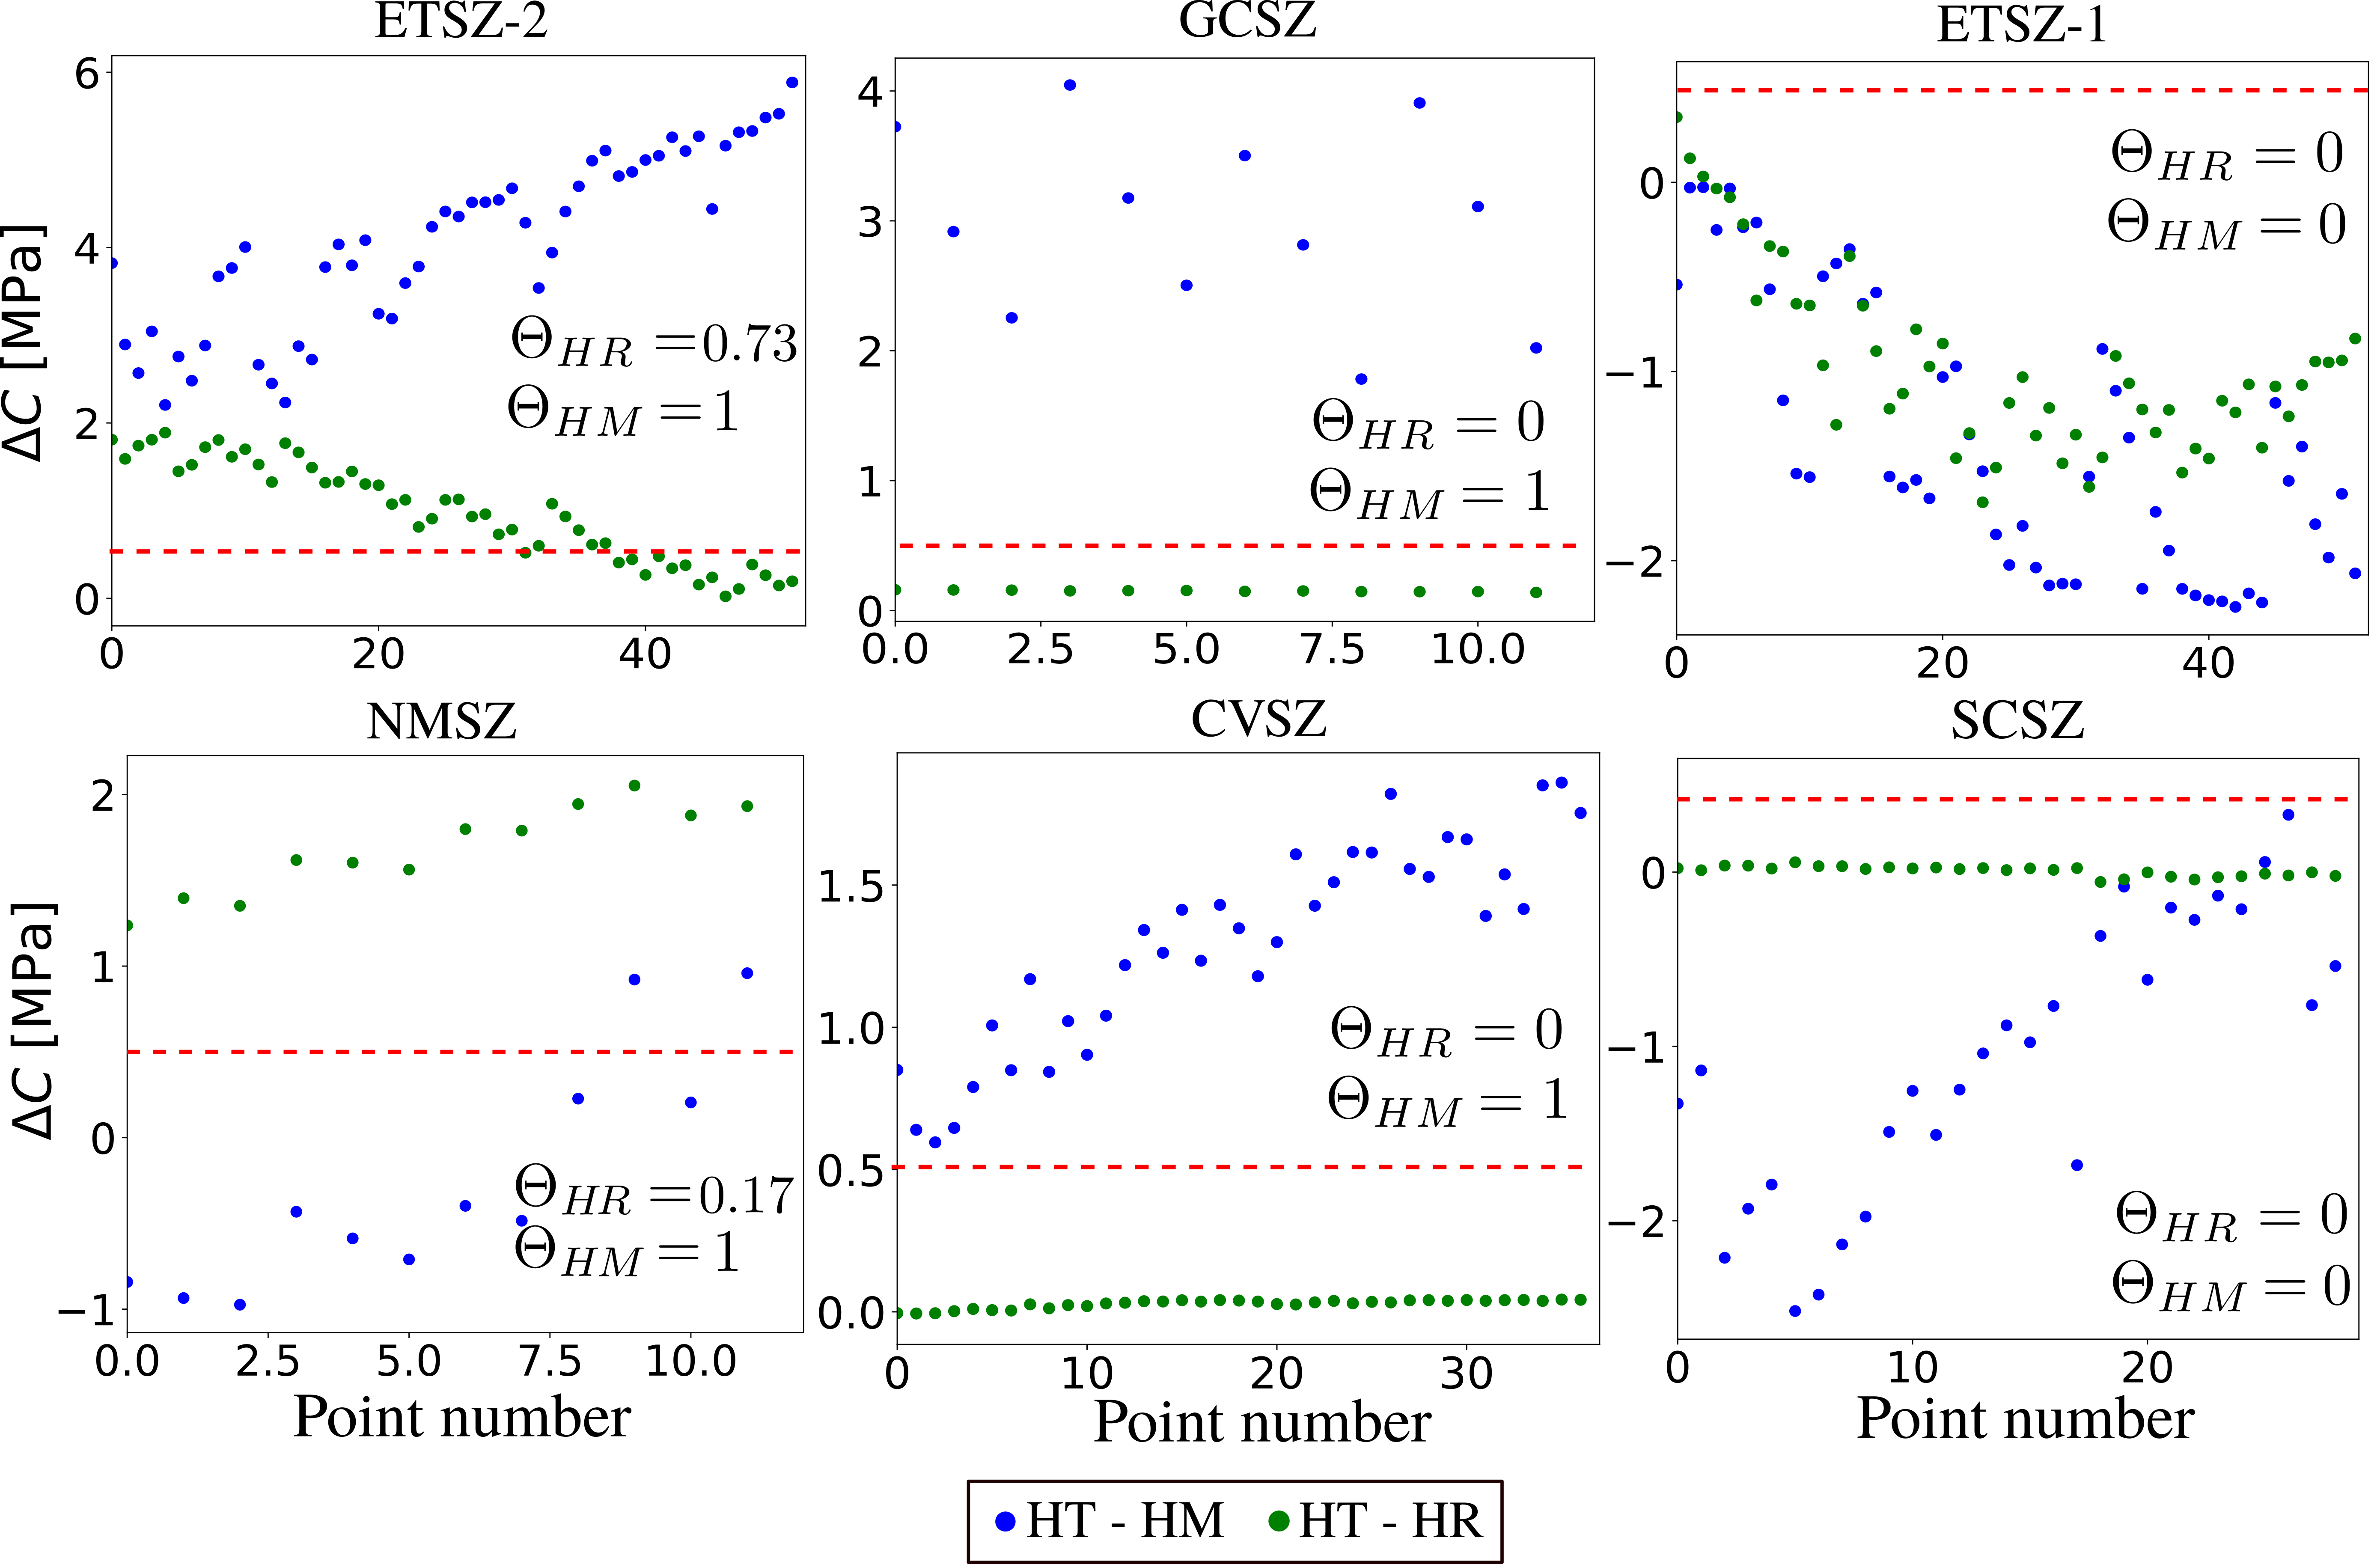 ETSZ-2
GCSZ
ETSZ-1
ΔC [MPa]
6
4
2
0
0
20
40
Θ_HR =0.73
Θ_HM = 1
4
3
2
1
0
0.0
2.5
5.0
7.5
10.0
Θ_HR = 0
Θ_HM = 1
0
−1
−2
0
20
40
Θ_HR = 0
Θ_HM = 0
NMSZ
CVSZ
SCSZ
ΔC [MPa]
2
1
0
−1
0.0
2.5
5.0
7.5
10.0
Θ_HR =0.17
Θ_HM = 1
Point number
1.5
1.0
0.5
0.0
0
10
20
30
Θ_HR = 0
Θ_HM = 1
Point number
0
−1
−2
0
10
20
Θ_HR = 0
Θ_HM = 0
Point number
HT - HM
HT - HR